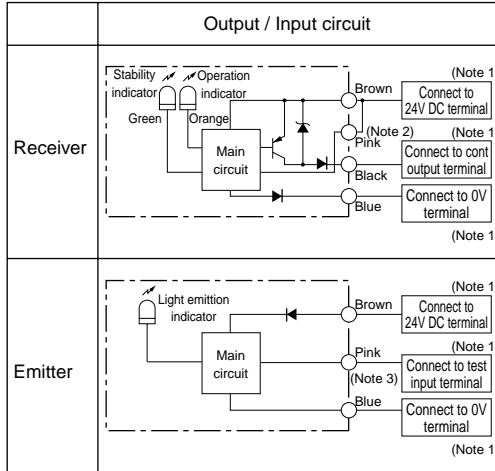 Output / Input circuit
Receiver
Stability
indicator
Operation
indicator
Green
Orange
Main
circuit
Brown
(Note 1
Connect to
24V DC terminal
(Note 2)
Pink
(Note 1
Connect to cont
output terminal
Black
Connect to 0V
terminal
Blue
(Note 1
Emitter
Light emittion
indicator
Main
circuit
Brown
(Note 1
Connect to
24V DC terminal
Pink
(Note 1
(Note 3)
Connect to test
input terminal
Blue
Connect to 0V
terminal
(Note 1